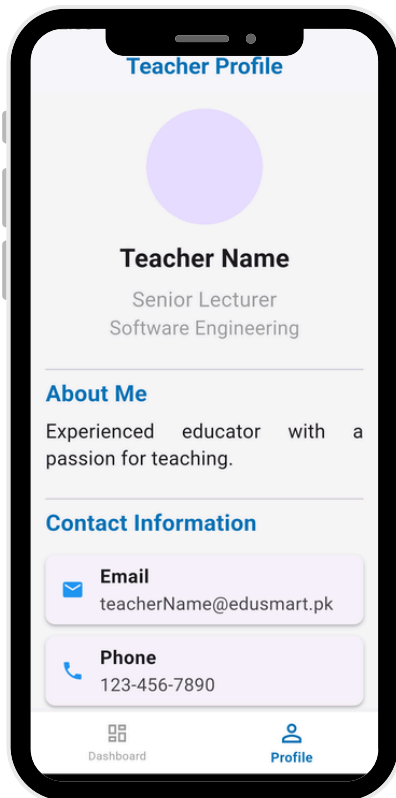 Teacher Profile
Teacher Name
Senior Lecturer
Software Engineering
About Me
Experienced educator with a
passion for teaching.
Contact Information
Email
teacherName@edusmart.pk
Phone
123-456-7890
Dashboard
Profile